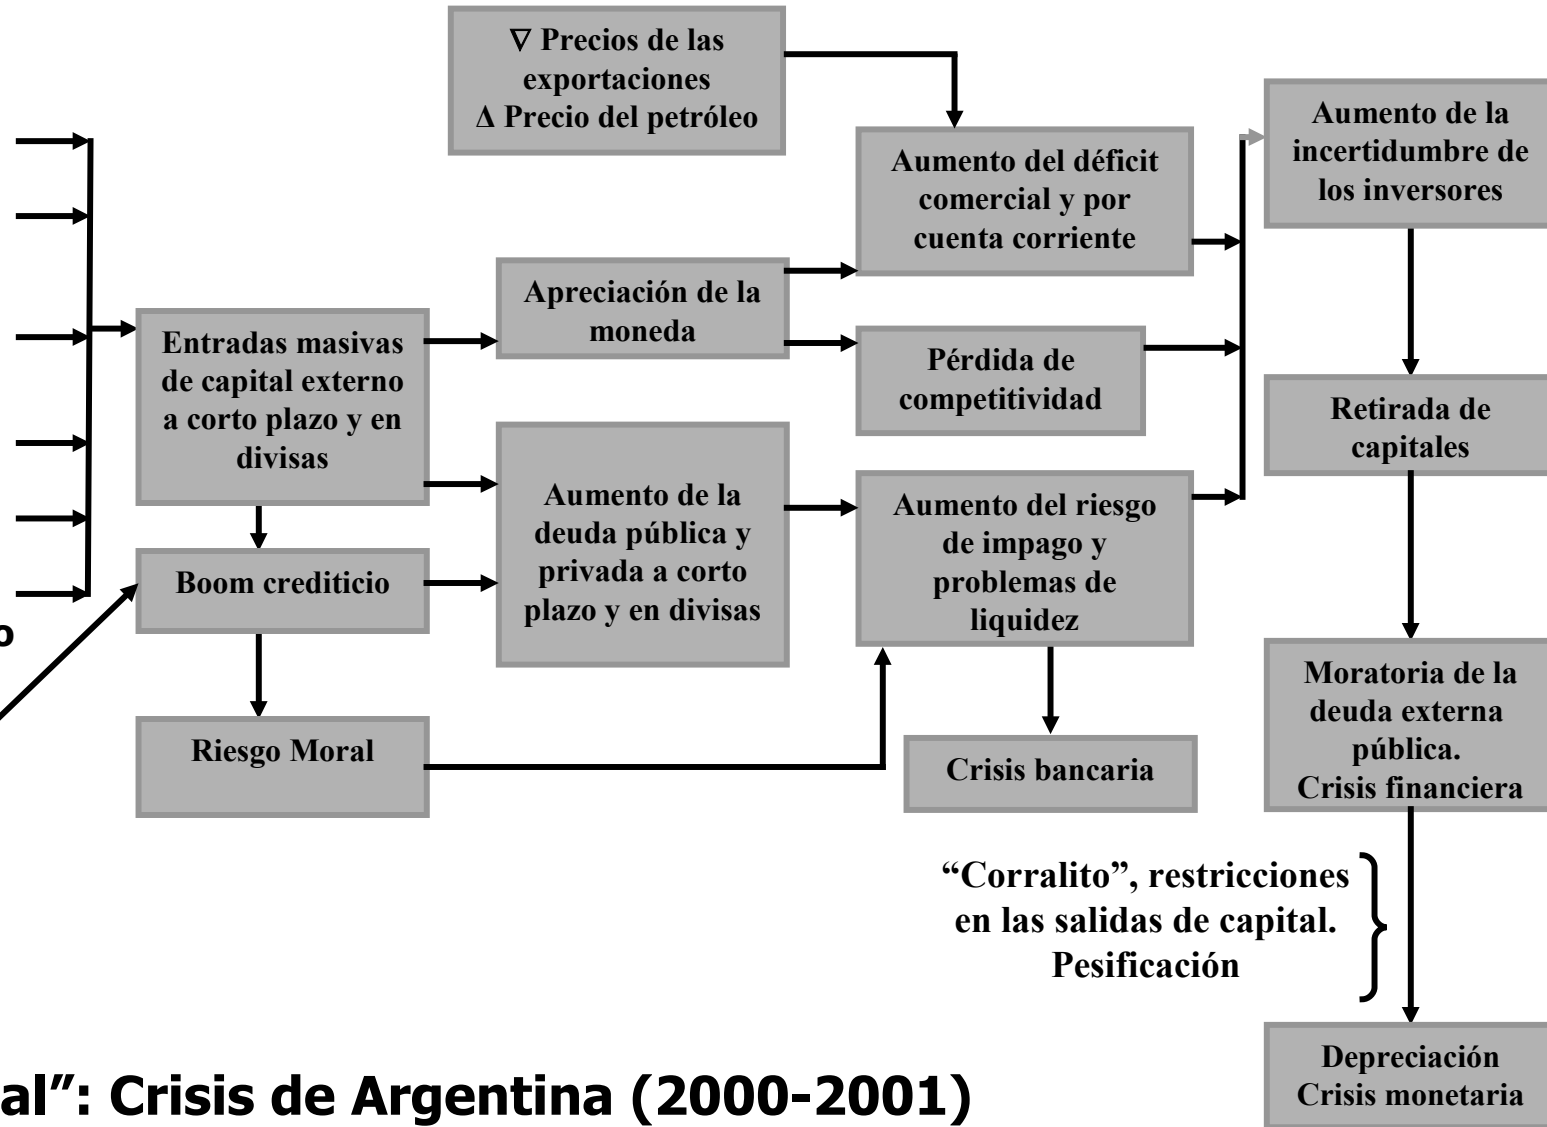 ∇ Precios de las
exportaciones
Δ Precio del petróleo
Aumento de la
incertidumbre de
los inversores
Aumento del déficit
comercial y por
cuenta corriente
Apreciación de la
moneda
Entradas masivas
de capital externo
a corto plazo y en
divisas
Pérdida de
competitividad
Retirada de
capitales
Aumento de la
deuda pública y
privada a corto
plazo y en divisas
Aumento del riesgo
de impago y
problemas de
liquidez
Boom crediticio
o
Riesgo Moral
Crisis bancaria
Moratoria de la
deuda externa
pública.
Crisis financiera
“Corralito”, restricciones
en las salidas de capital.
Pesificación
Depreciación
Crisis monetaria
al”: Crisis de Argentina (2000-2001)